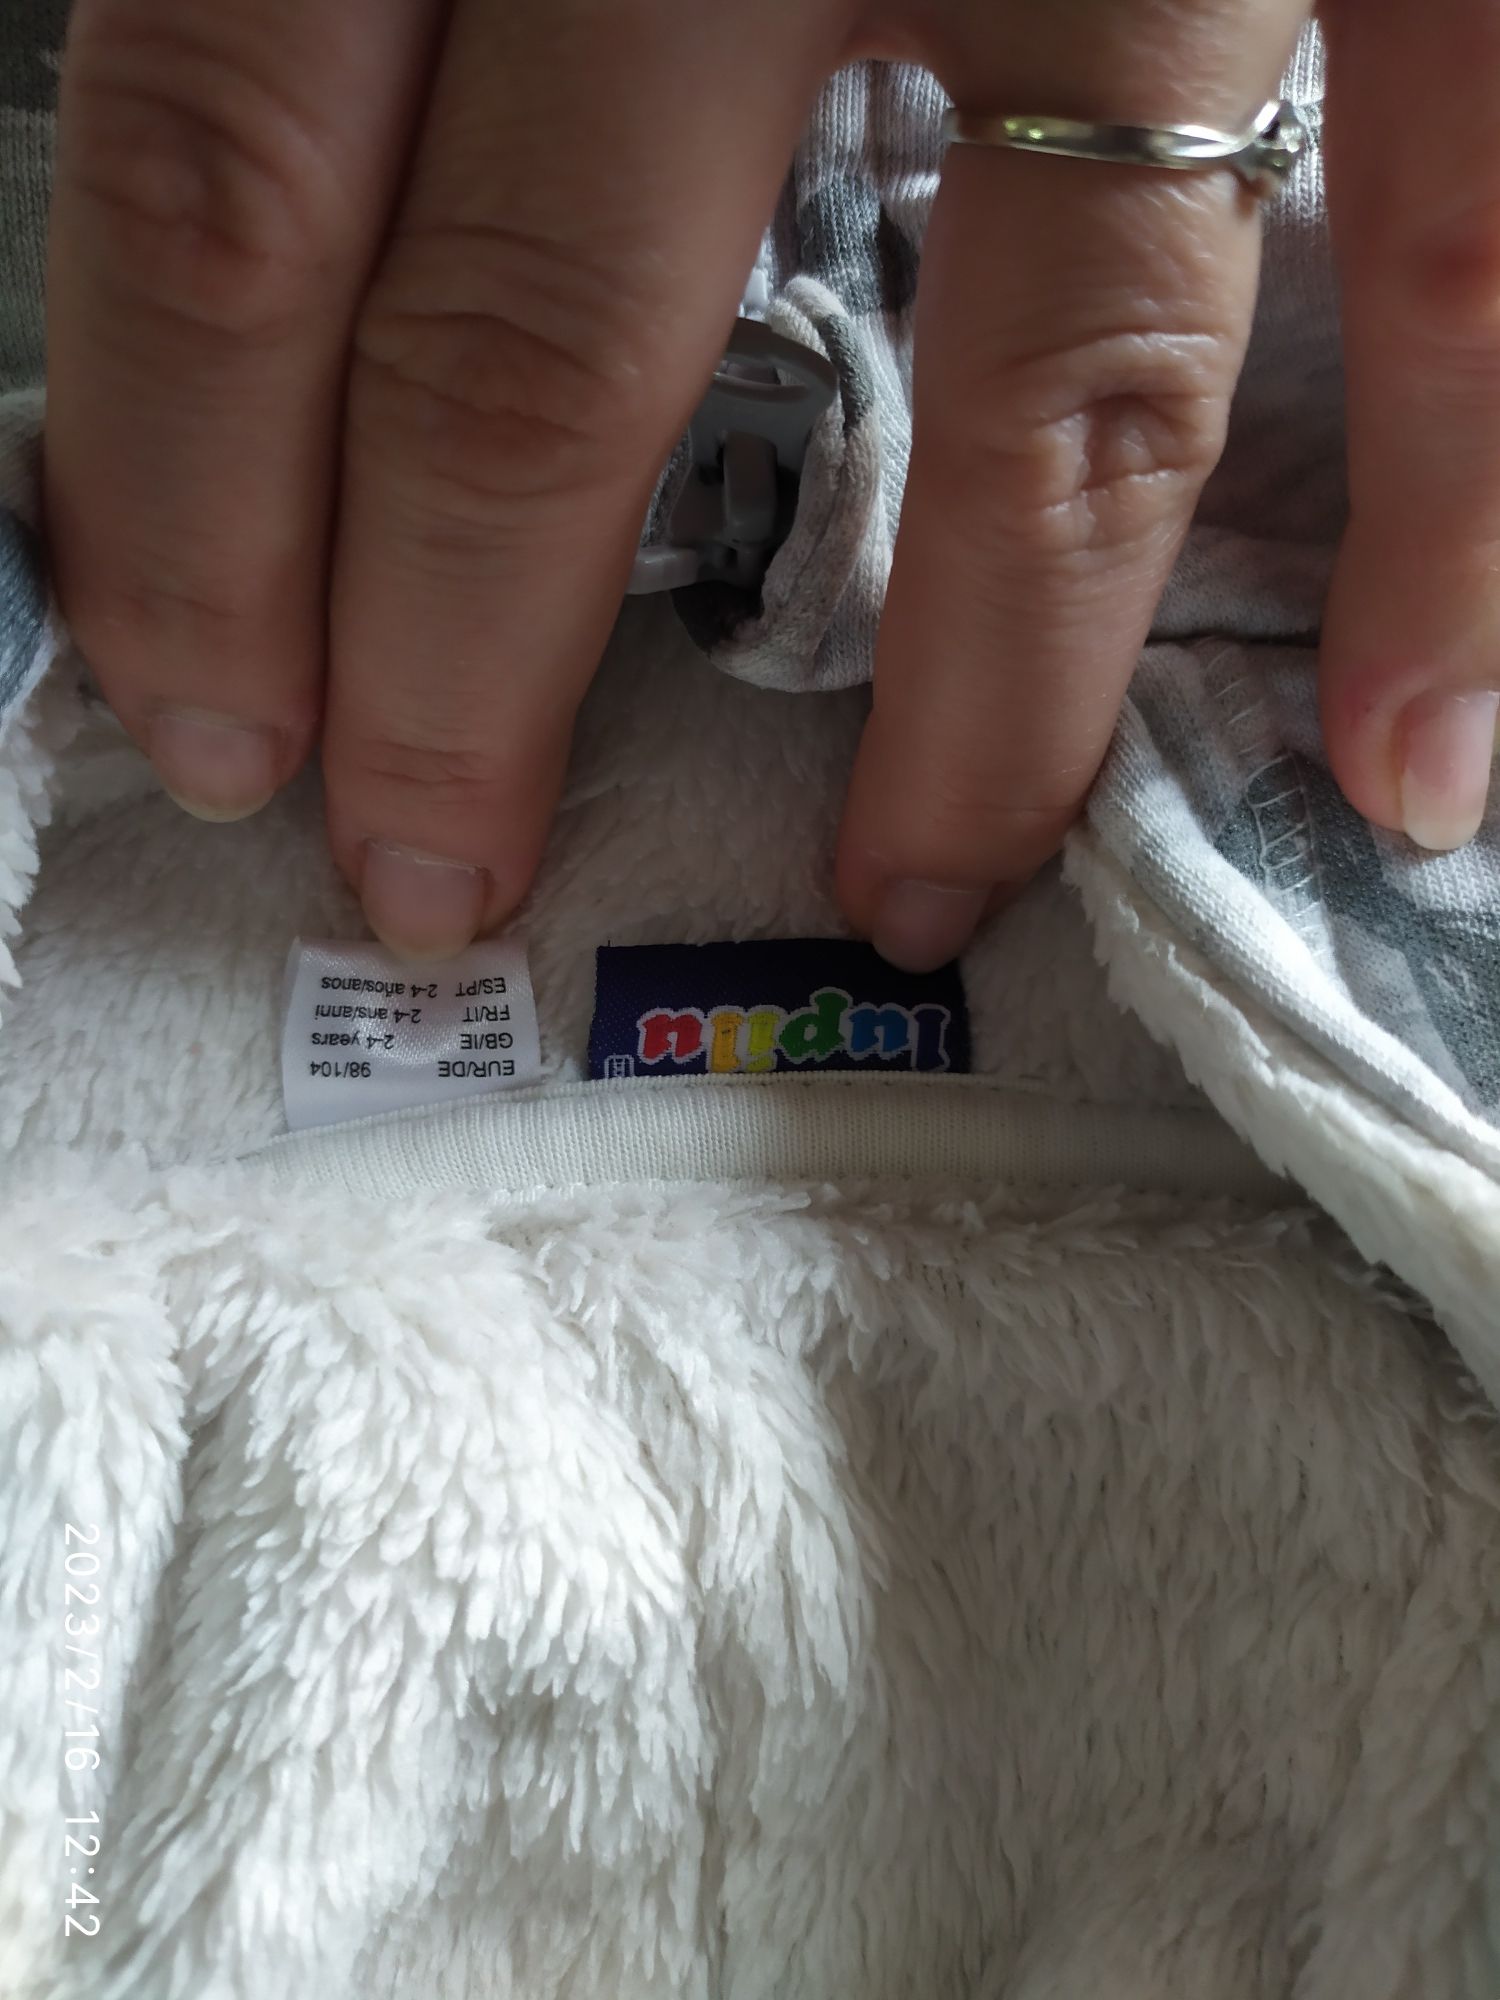 EUR/DE 98/104
GB/IE 2-4 years
FR/IT 2-4 ans/anni
ES/PT 2-4 años/anos
lupilu
2023/2/16 12:42